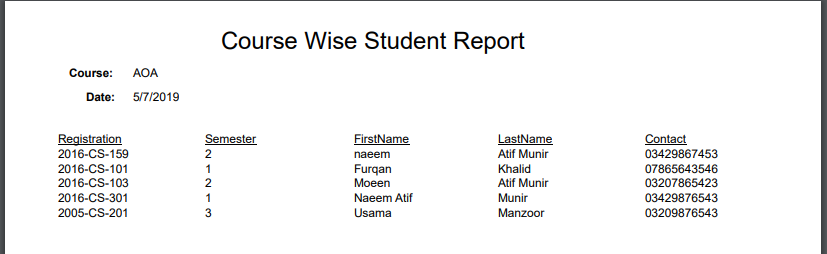 Course Wise Student Report
Course: AOA
Date: 5/7/2019
Registration Semester FirstName LastName Contact
2016-CS-159 2 naeem Atif Munir 03429867453
2016-CS-101 1 Furqan Khalid 07865643546
2016-CS-103 2 Moeen Atif Munir 03207865423
2016-CS-301 1 Naeem Atif Munir 03429876543
2005-CS-201 3 Usama Manzoor 03209876543